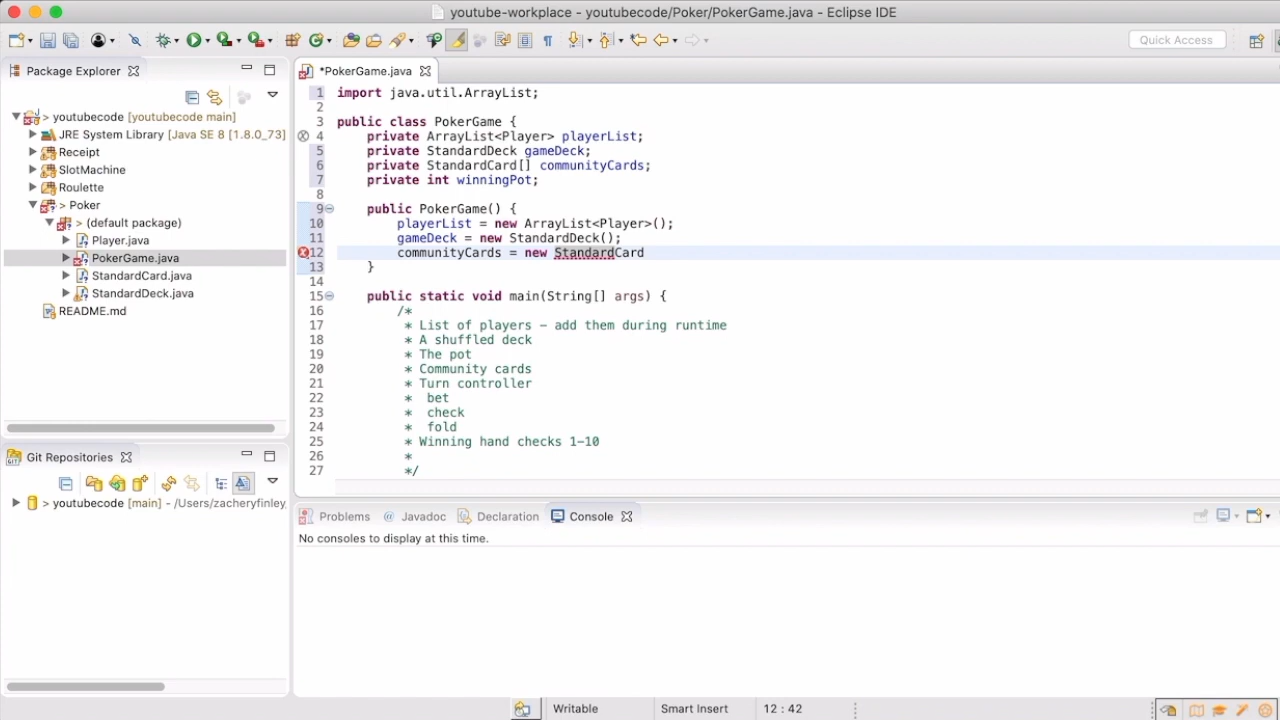 youtube-workplace - youtubecode/Poker/PokerGame.java - Eclipse IDE
Quick Access
Package Explorer
> youtubecode [youtubecode main]
JRE System Library [Java SE 8 [1.8.0_73]
Receipt
SlotMachine
Roulette
> Poker
> (default package)
Player.java
PokerGame.java
StandardCard.java
StandardDeck.java
README.md
Git Repositories
> youtubecode [main] - /Users/zacheryfinley
*PokerGame.java
1 import java.util.ArrayList;
2
3 public class PokerGame {
4 private ArrayList<Player> playerList;
5 private StandardDeck gameDeck;
6 private StandardCard[] communityCards;
7 private int winningPot;
8
9 public PokerGame() {
10 playerList = new ArrayList<Player>();
11 gameDeck = new StandardDeck();
12 communityCards = new StandardCard
13 }
14
15 public static void main(String[] args) {
16 /*
17 * List of players - add them during runtime
18 * A shuffled deck
19 * The pot
20 * Community cards
21 * Turn controller
22 * bet
23 * check
24 * fold
25 * Winning hand checks 1-10
26 *
27 */
Problems @ Javadoc Declaration Console
No consoles to display at this time.
Writable Smart Insert 12 : 42